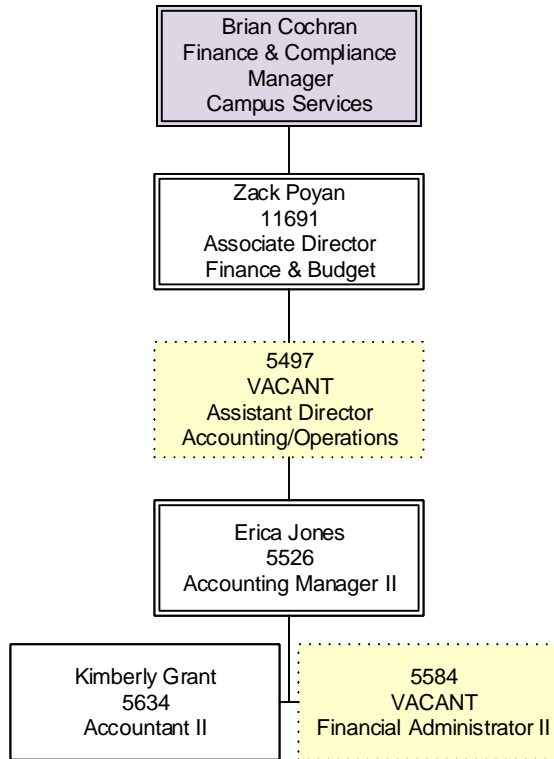 Brian Cochran
Finance & Compliance
Manager
Campus Services
Zack Poyan
11691
Associate Director
Finance & Budget
5497
VACANT
Assistant Director
Accounting/Operations
Erica Jones
5526
Accounting Manager II
Kimberly Grant
5634
Accountant II
5584
VACANT
Financial Administrator II